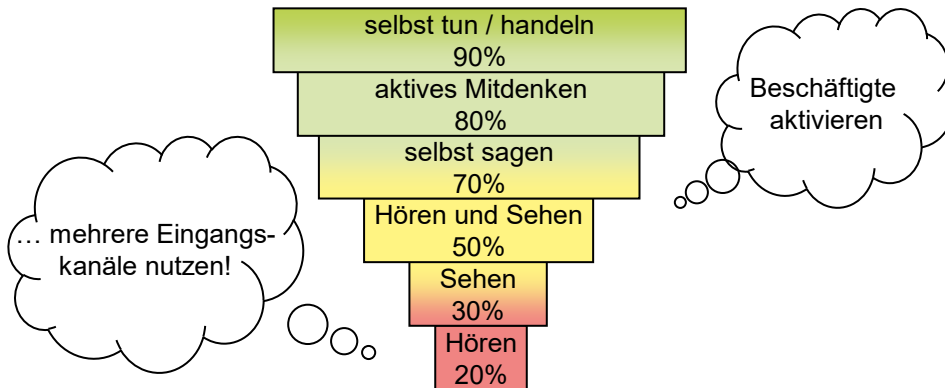 selbst tun / handeln
90%
aktives Mitdenken
80%
selbst sagen
70%
Hören und Sehen
50%
Sehen
30%
Hören
20%
Beschäftigte
aktivieren
… mehrere Eingangs-
kanäle nutzen!